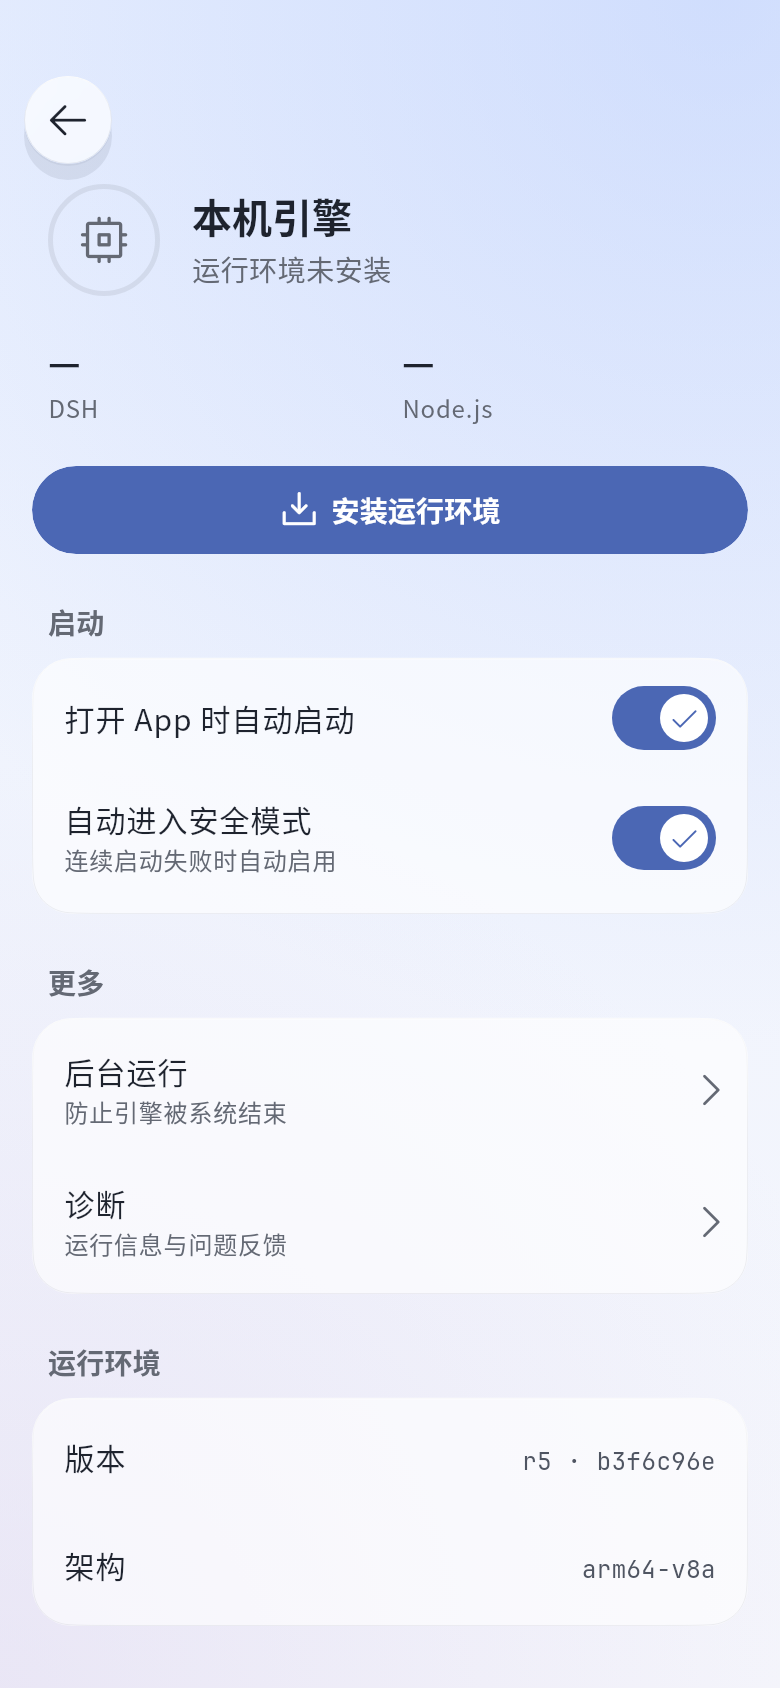 本机引擎
运行环境未安装
—
DSH
—
Node.js
安装运行环境
启动
打开 App 时自动启动
自动进入安全模式
连续启动失败时自动启用
更多
后台运行
防止引擎被系统结束
诊断
运行信息与问题反馈
运行环境
版本
r5 · b3f6c96e
架构
arm64-v8a